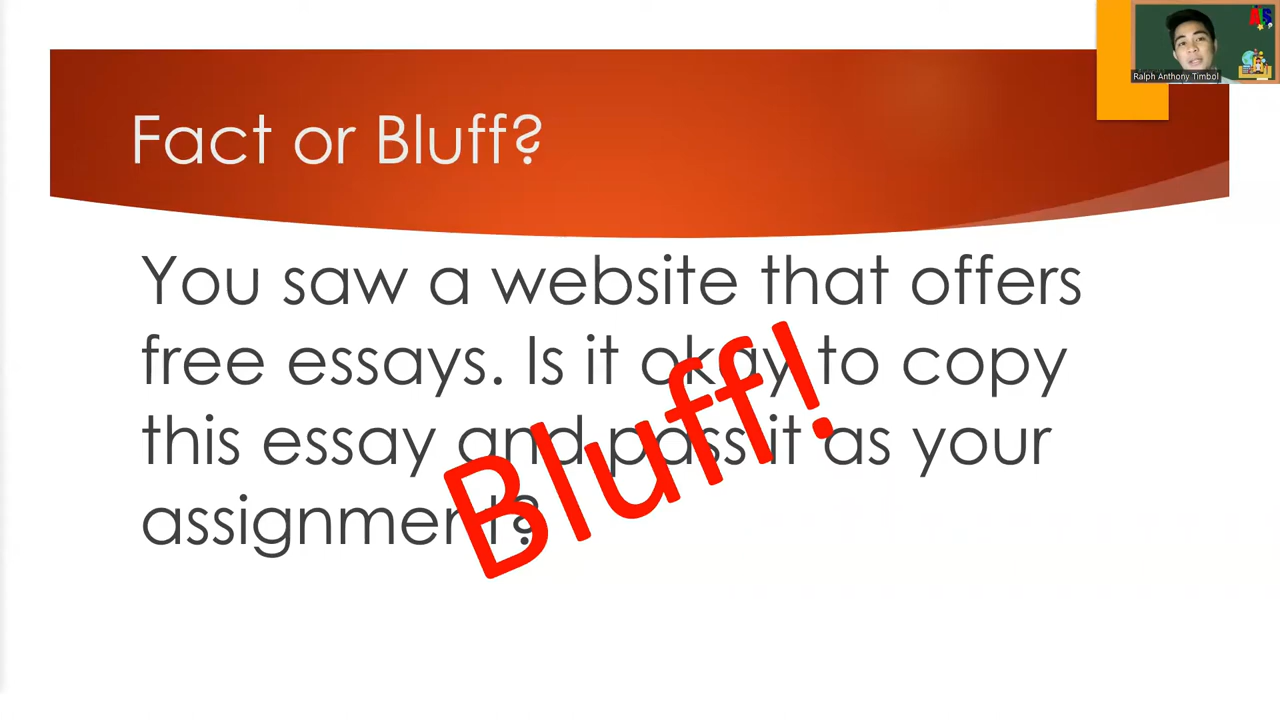 Fact or Bluff?
Ralph Anthony Timbol
You saw a website that offers
free essays. Is it okay to copy
this essay and pass it as your
assignment?
Bluff!